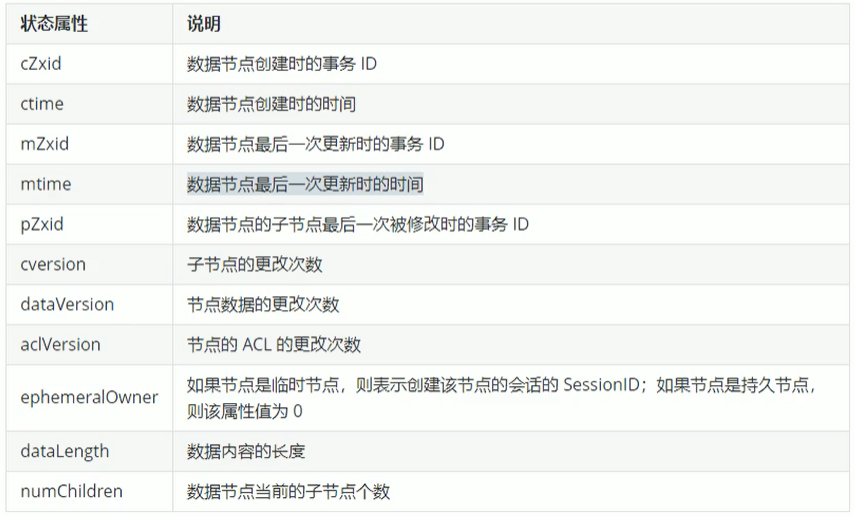 状态属性 说明
cZxid 数据节点创建时的事务 ID
ctime 数据节点创建时的时间
mZxid 数据节点最后一次更新时的事务 ID
mtime 数据节点最后一次更新时的时间
pZxid 数据节点的子节点最后一次被修改时的事务 ID
cversion 子节点的更改次数
dataVersion 节点数据的更改次数
aclVersion 节点的 ACL 的更改次数
ephemeralOwner 如果节点是临时节点，则表示创建该节点的会话的 SessionID；如果节点是持久节点，
则该属性值为 0
dataLength 数据内容的长度
numChildren 数据节点当前的子节点个数